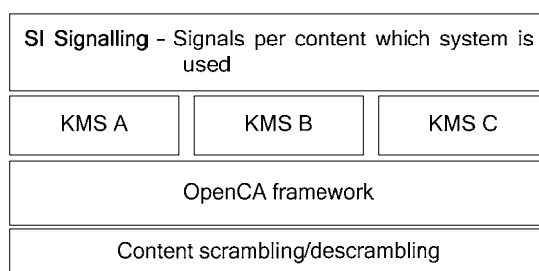 SI Signalling - Signals per content which system is
used
KMS A
KMS B
KMS C
OpenCA framework
Content scrambling/descrambling